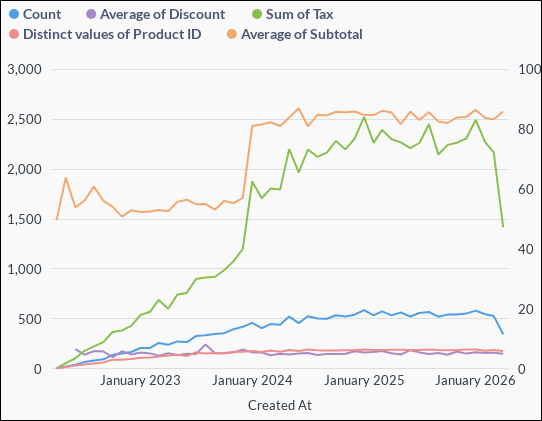 Count Average of Discount Sum of Tax
Distinct values of Product ID Average of Subtotal
3,000 100
2,500 80
2,000
60
1,500
40
1,000
500 20
0 0
January 2023 January 2024 January 2025 January 2026
Created At